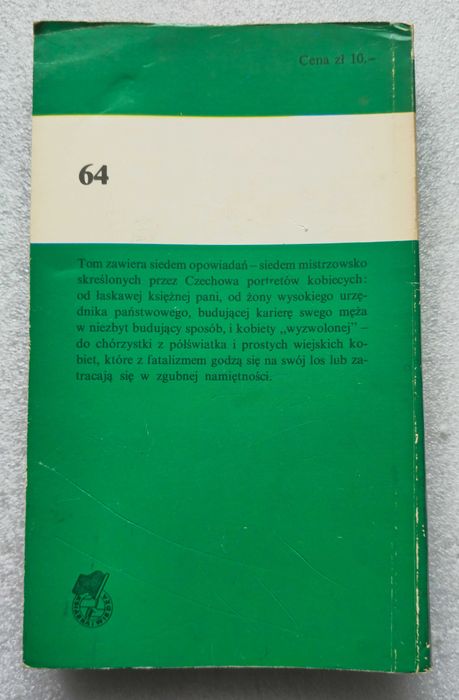 Cena zł 10.–
64
Tom zawiera siedem opowiadań – siedem mistrzowsko
skreślonych przez Czechowa portretów kobiecych:
od łaskawej księżnej pani, od żony wysokiego urzę-
dnika państwowego, budującej karierę swego męża
w niezbyt budujący sposób, i kobiety „wyzwolonej” –
do chórzystki z półświatka i prostych wiejskich ko-
biet, które z fatalizmem godzą się na swój los lub za-
tracają się w zgubnej namiętności.
KSIĄŻKA I WIEDZA